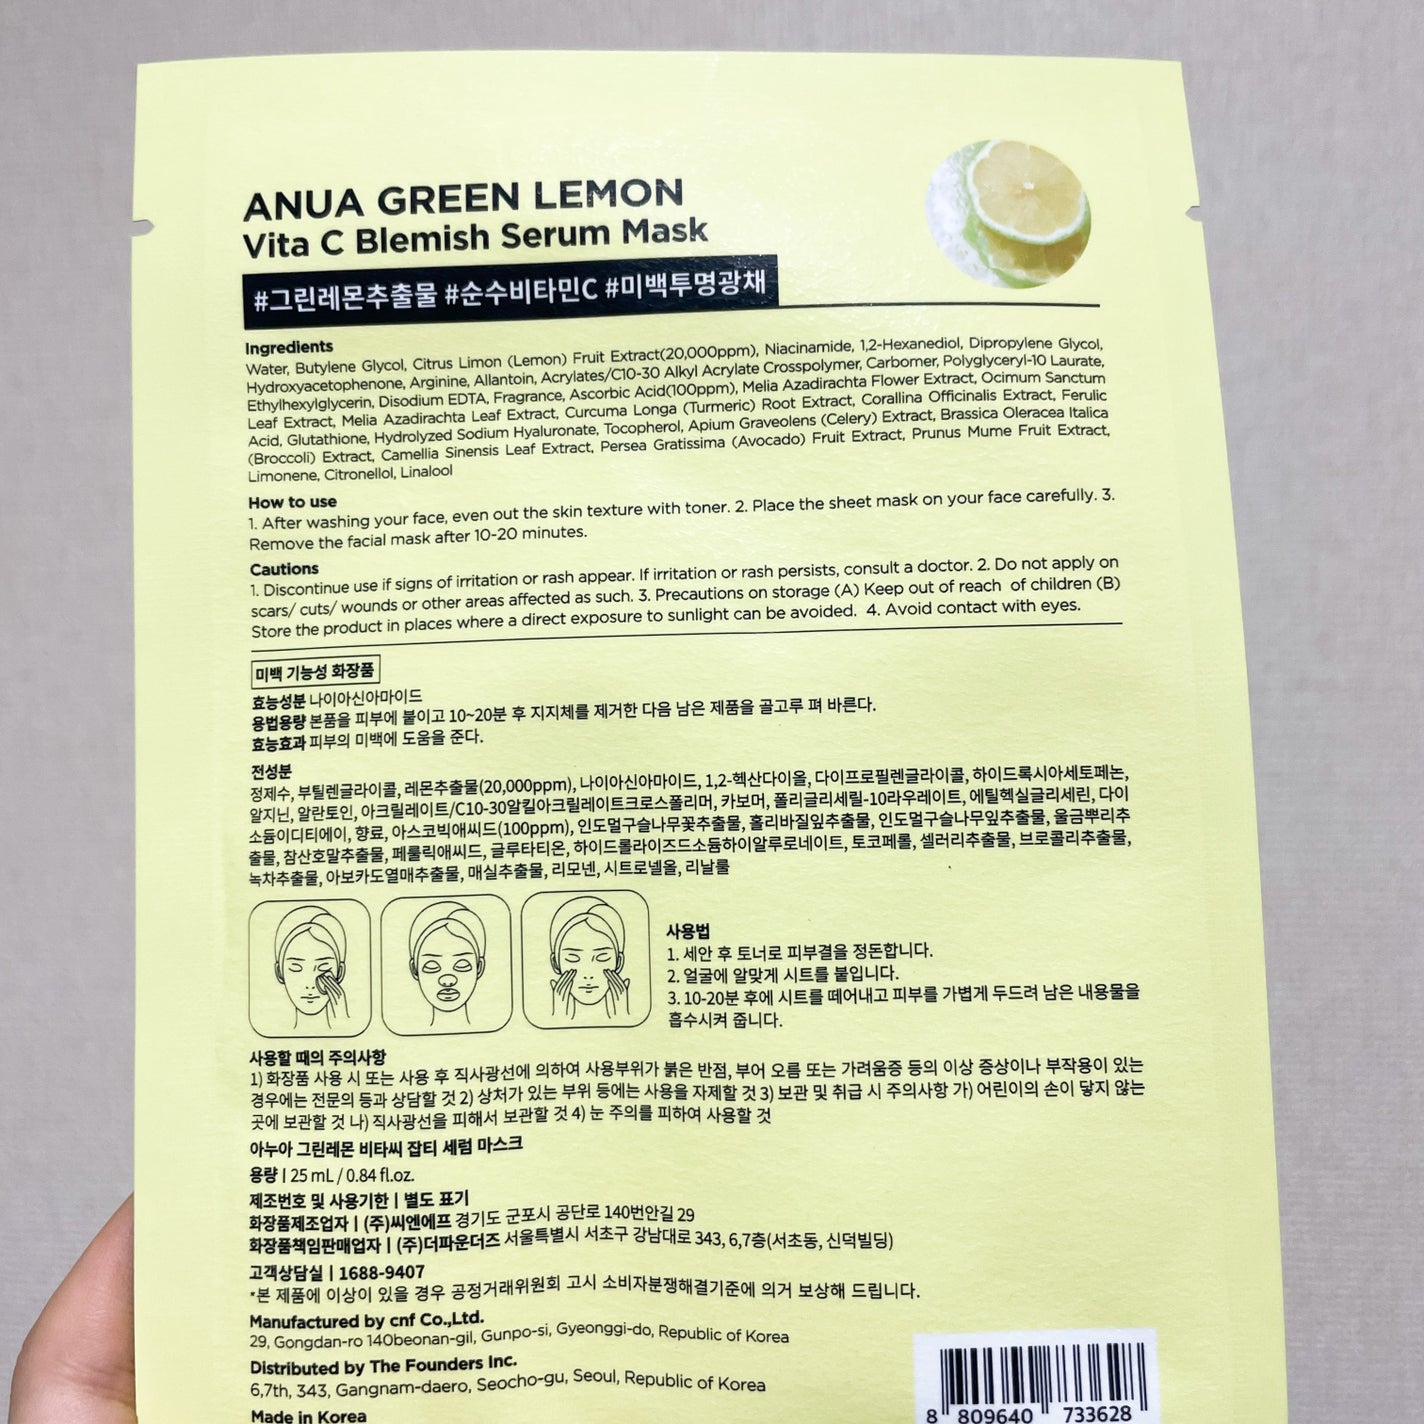 ANUA GREEN LEMON
Vita C Blemish Serum Mask
#그린레몬추출물 #순수비타민C #미백투명광채
Ingredients
Water, Butylene Glycol, Citrus Limon (Lemon) Fruit Extract(20,000ppm), Niacinamide, 1,2-Hexanediol, Dipropylene Glycol,
Hydroxyacetophenone, Arginine, Allantoin, Acrylates/C10-30 Alkyl Acrylate Crosspolymer, Carbomer, Polyglyceryl-10 Laurate,
Ethylhexylglycerin, Disodium EDTA, Fragrance, Ascorbic Acid(100ppm), Melia Azadirachta Flower Extract, Ocimum Sanctum
Leaf Extract, Melia Azadirachta Leaf Extract, Curcuma Longa (Turmeric) Root Extract, Corallina Officinalis Extract, Ferulic
Acid, Glutathione, Hydrolyzed Sodium Hyaluronate, Tocopherol, Apium Graveolens (Celery) Extract, Brassica Oleracea Italica
(Broccoli) Extract, Camellia Sinensis Leaf Extract, Persea Gratissima (Avocado) Fruit Extract, Prunus Mume Fruit Extract,
Limonene, Citronellol, Linalool
How to use
1. After washing your face, even out the skin texture with toner. 2. Place the sheet mask on your face carefully. 3.
Remove the facial mask after 10-20 minutes.
Cautions
1. Discontinue use if signs of irritation or rash appear. If irritation or rash persists, consult a doctor. 2. Do not apply on
scars/ cuts/ wounds or other areas affected as such. 3. Precautions on storage (A) Keep out of reach of children (B)
Store the product in places where a direct exposure to sunlight can be avoided. 4. Avoid contact with eyes.
미백 기능성 화장품
효능성분 나이아신아마이드
용법용량 본품을 피부에 붙이고 10~20분 후 지지체를 제거한 다음 남은 제품을 골고루 펴 바른다.
효능효과 피부의 미백에 도움을 준다.
전성분
정제수, 부틸렌글라이콜, 레몬추출물(20,000ppm), 나이아신아마이드, 1,2-헥산다이올, 다이프로필렌글라이콜, 하이드록시아세토페논,
알지닌, 알란토인, 아크릴레이트/C10-30알킬아크릴레이트크로스폴리머, 카보머, 폴리글리세릴-10라우레이트, 에틸헥실글리세린, 다이
소듐이디티에이, 향료, 아스코빅애씨드(100ppm), 인도멀구슬나무꽃추출물, 홀리바질잎추출물, 인도멀구슬나무잎추출물, 울금뿌리추
출물, 참산호말추출물, 페룰릭애씨드, 글루타티온, 하이드롤라이즈드소듐하이알루로네이트, 토코페롤, 셀러리추출물, 브로콜리추출물,
녹차추출물, 아보카도열매추출물, 매실추출물, 리모넨, 시트로넬올, 리날룰
사용법
1. 세안 후 토너로 피부결을 정돈합니다.
2. 얼굴에 알맞게 시트를 붙입니다.
3. 10-20분 후에 시트를 떼어내고 피부를 가볍게 두드려 남은 내용물을
흡수시켜 줍니다.
사용할 때의 주의사항
1) 화장품 사용 시 또는 사용 후 직사광선에 의하여 사용부위가 붉은 반점, 부어 오름 또는 가려움증 등의 이상 증상이나 부작용이 있는
경우에는 전문의 등과 상담할 것 2) 상처가 있는 부위 등에는 사용을 자제할 것 3) 보관 및 취급 시 주의사항 가) 어린이의 손이 닿지 않는
곳에 보관할 것 나) 직사광선을 피해서 보관할 것 4) 눈 주의를 피하여 사용할 것
아누아 그린레몬 비타씨 잡티 세럼 마스크
용량 | 25 mL / 0.84 fl.oz.
제조번호 및 사용기한 | 별도 표기
화장품제조업자 | (주)씨엔에프 경기도 군포시 공단로 140번안길 29
화장품책임판매업자 | (주)더파운더즈 서울특별시 서초구 강남대로 343, 6,7층(서초동, 신덕빌딩)
고객상담실 | 1688-9407
*본 제품에 이상이 있을 경우 공정거래위원회 고시 소비자분쟁해결기준에 의거 보상해 드립니다.
Manufactured by cnf Co.,Ltd.
29, Gongdan-ro 140beonan-gil, Gunpo-si, Gyeonggi-do, Republic of Korea
Distributed by The Founders Inc.
6,7th, 343, Gangnam-daero, Seocho-gu, Seoul, Republic of Korea
Made in Korea
8 809640 733628